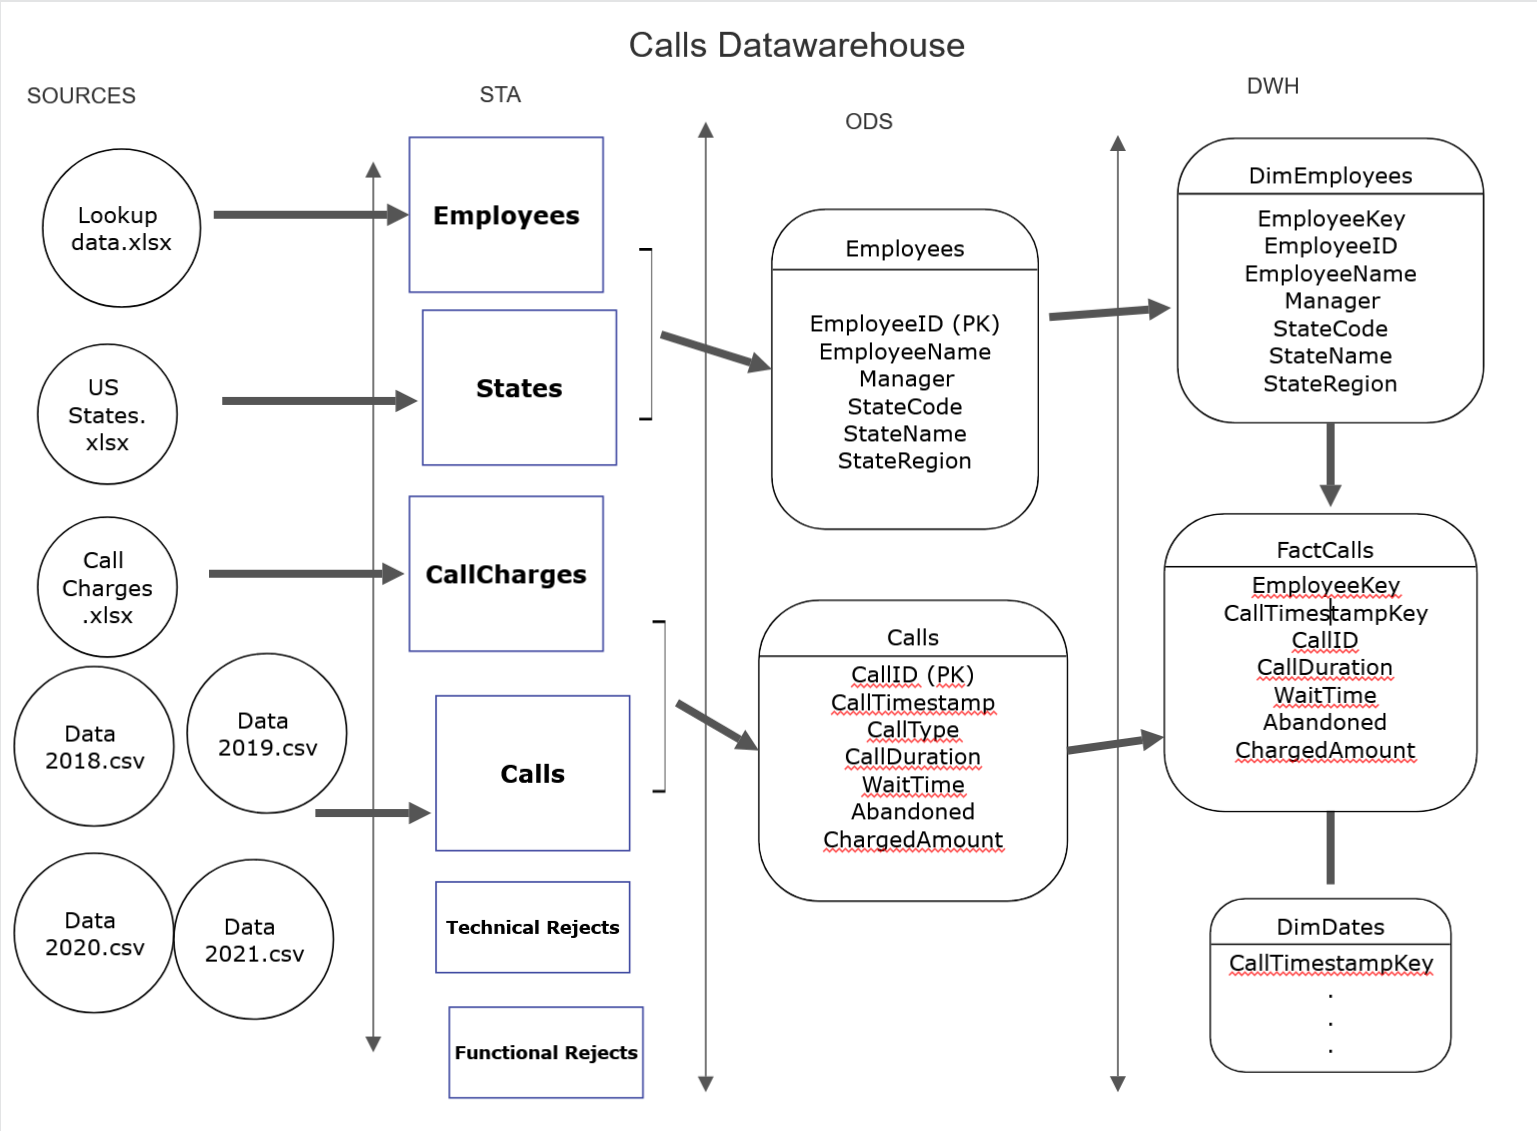 Calls Datawarehouse
SOURCES
STA
ODS
DWH
Lookup
data.xlsx
US
States.
xlsx
Call
Charges
.xlsx
Data
2018.csv
Data
2019.csv
Data
2020.csv
Data
2021.csv
Employees
States
CallCharges
Calls
Technical Rejects
Functional Rejects
Employees
EmployeeID (PK)
EmployeeName
Manager
StateCode
StateName
StateRegion
Calls
CallID (PK)
CallTimestamp
CallType
CallDuration
WaitTime
Abandoned
ChargedAmount
DimEmployees
EmployeeKey
EmployeeID
EmployeeName
Manager
StateCode
StateName
StateRegion
FactCalls
EmployeeKey
CallTimestampKey
CallID
CallDuration
WaitTime
Abandoned
ChargedAmount
DimDates
CallTimestampKey
.
.
.